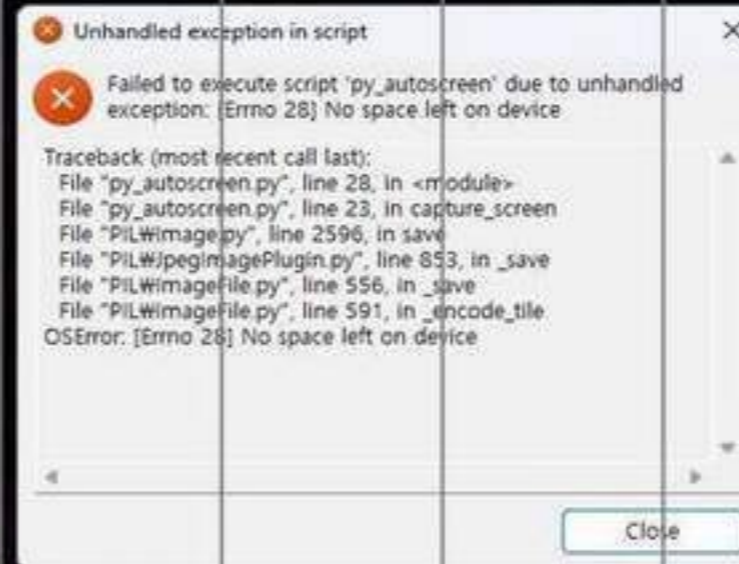 Unhandled exception in script
Failed to execute script 'py_autoscreen' due to unhandled
exception: [Errno 28] No space left on device
Traceback (most recent call last):
File "py_autoscreen.py", line 28, in <module>
File "py_autoscreen.py", line 23, in capture_screen
File "PIL₩Image.py", line 2596, in save
File "PIL₩JpegImagePlugin.py", line 853, in _save
File "PIL₩ImageFile.py", line 556, in _save
File "PIL₩ImageFile.py", line 591, in _encode_tile
OSError: [Errno 28] No space left on device
Close